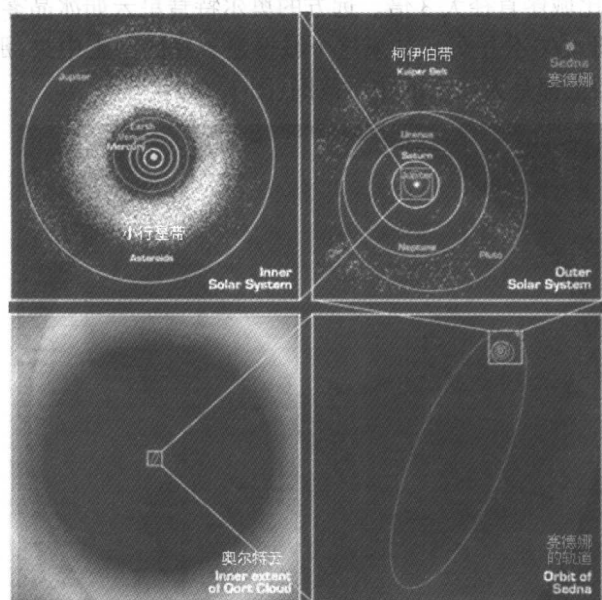 Jupiter
Earth
Venus
Mercury
小行星带
Asteroids
Inner
Solar System
柯伊伯带
Kuiper Belt
Sedna
赛德娜
Uranus
Saturn
Jupiter
Neptune
Pluto
Outer
Solar System
奥尔特云
Inner extent
of Oort Cloud
赛德娜
的轨道
Orbit of
Sedna